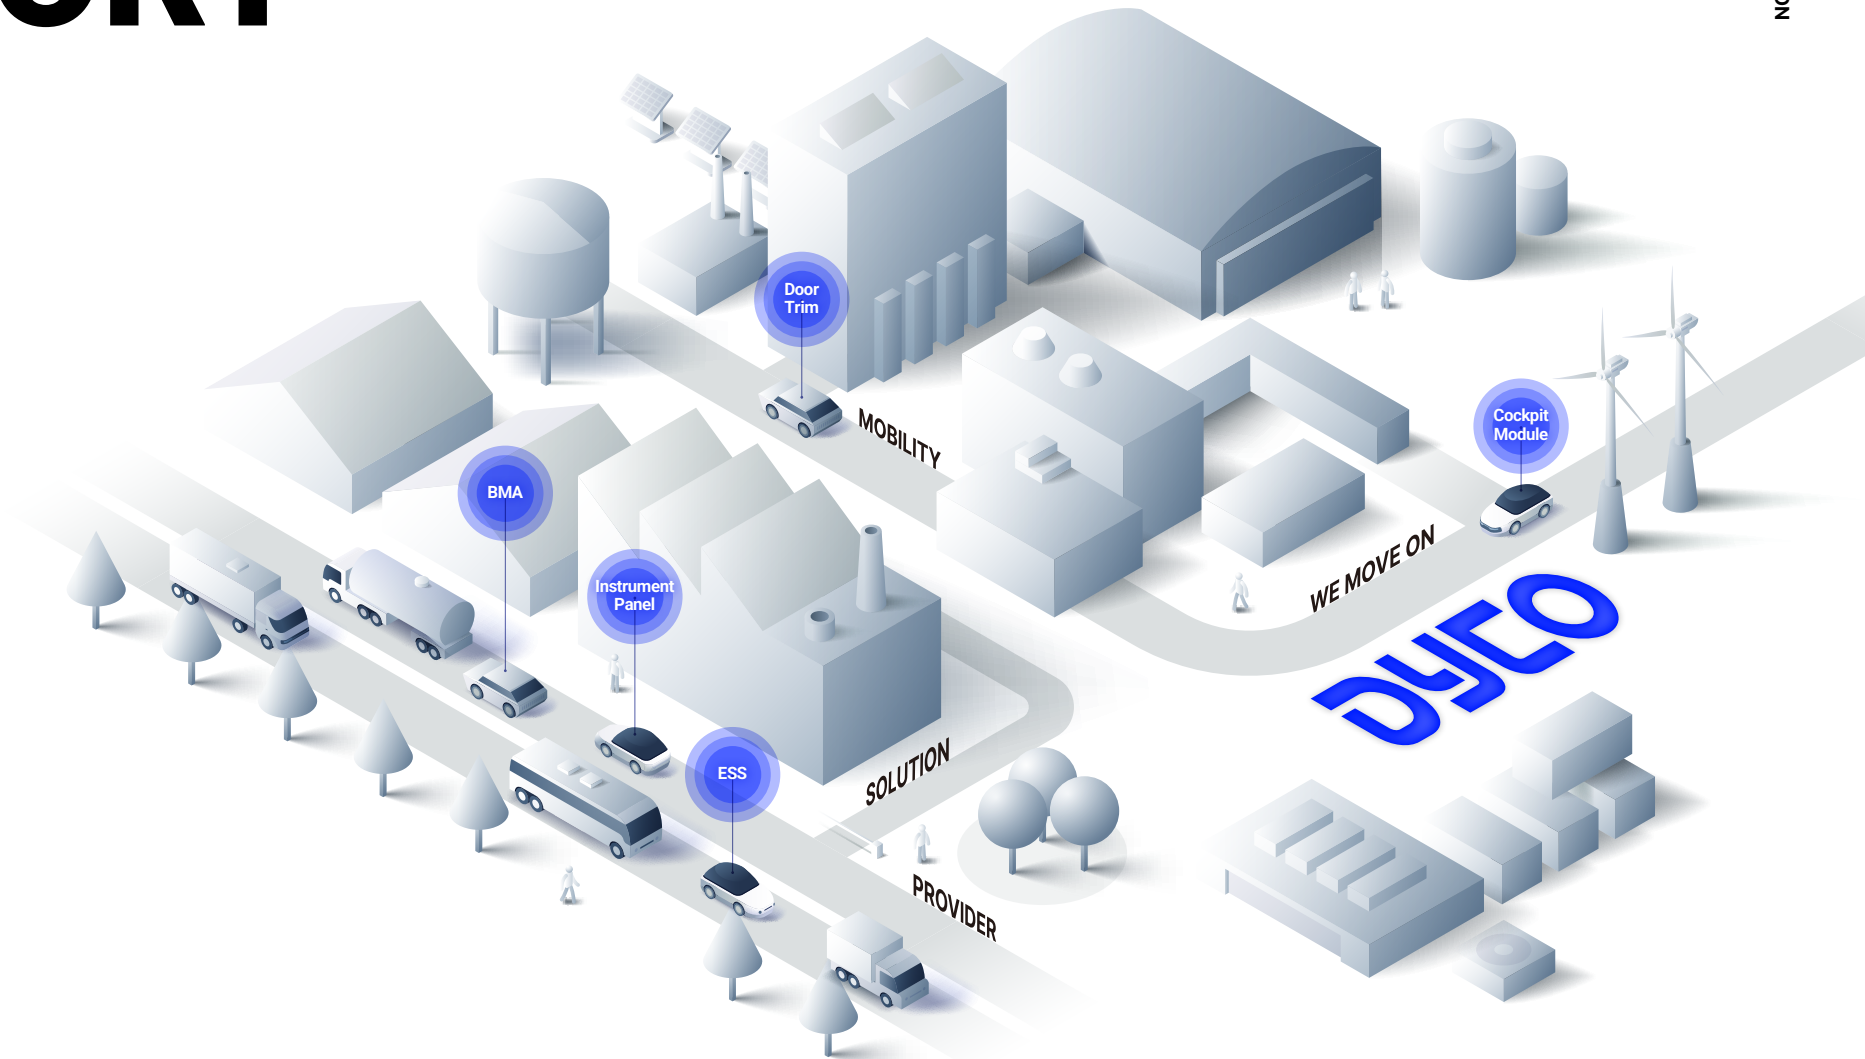 Door
Trim
MOBILITY
Cockpit
Module
BMA
WE MOVE ON
Instrument
Panel
DYCO
SOLUTION
ESS
PROVIDER